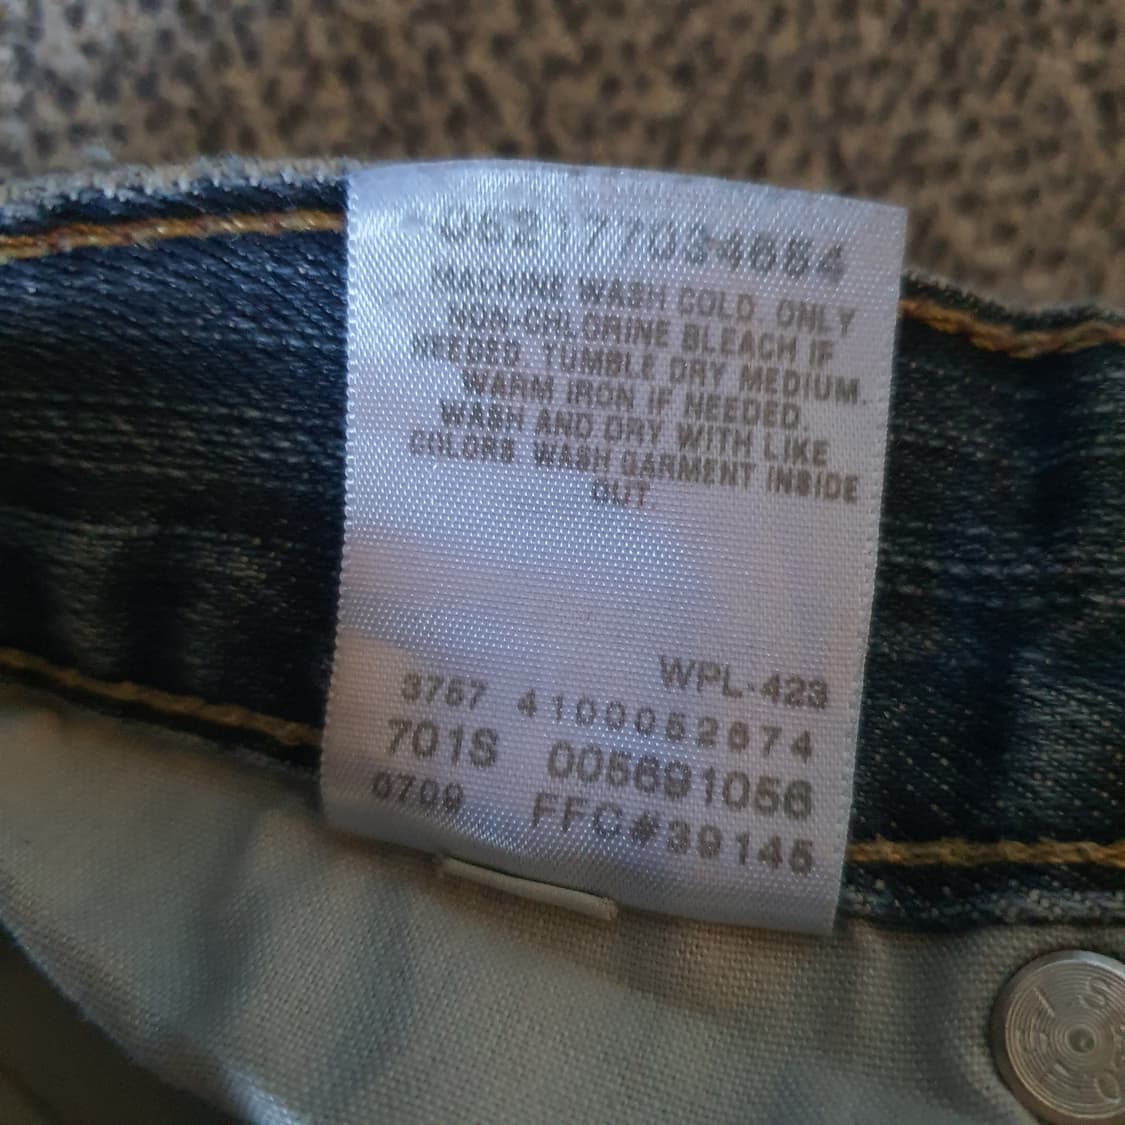 MACHINE WASH COLD. ONLY
NON-CHLORINE BLEACH IF
NEEDED. TUMBLE DRY MEDIUM.
WARM IRON IF NEEDED.
WASH AND DRY WITH LIKE
COLORS WASH GARMENT INSIDE
OUT
WPL-423
3767 4100052674
701S 005691056
0709 FFC#39145